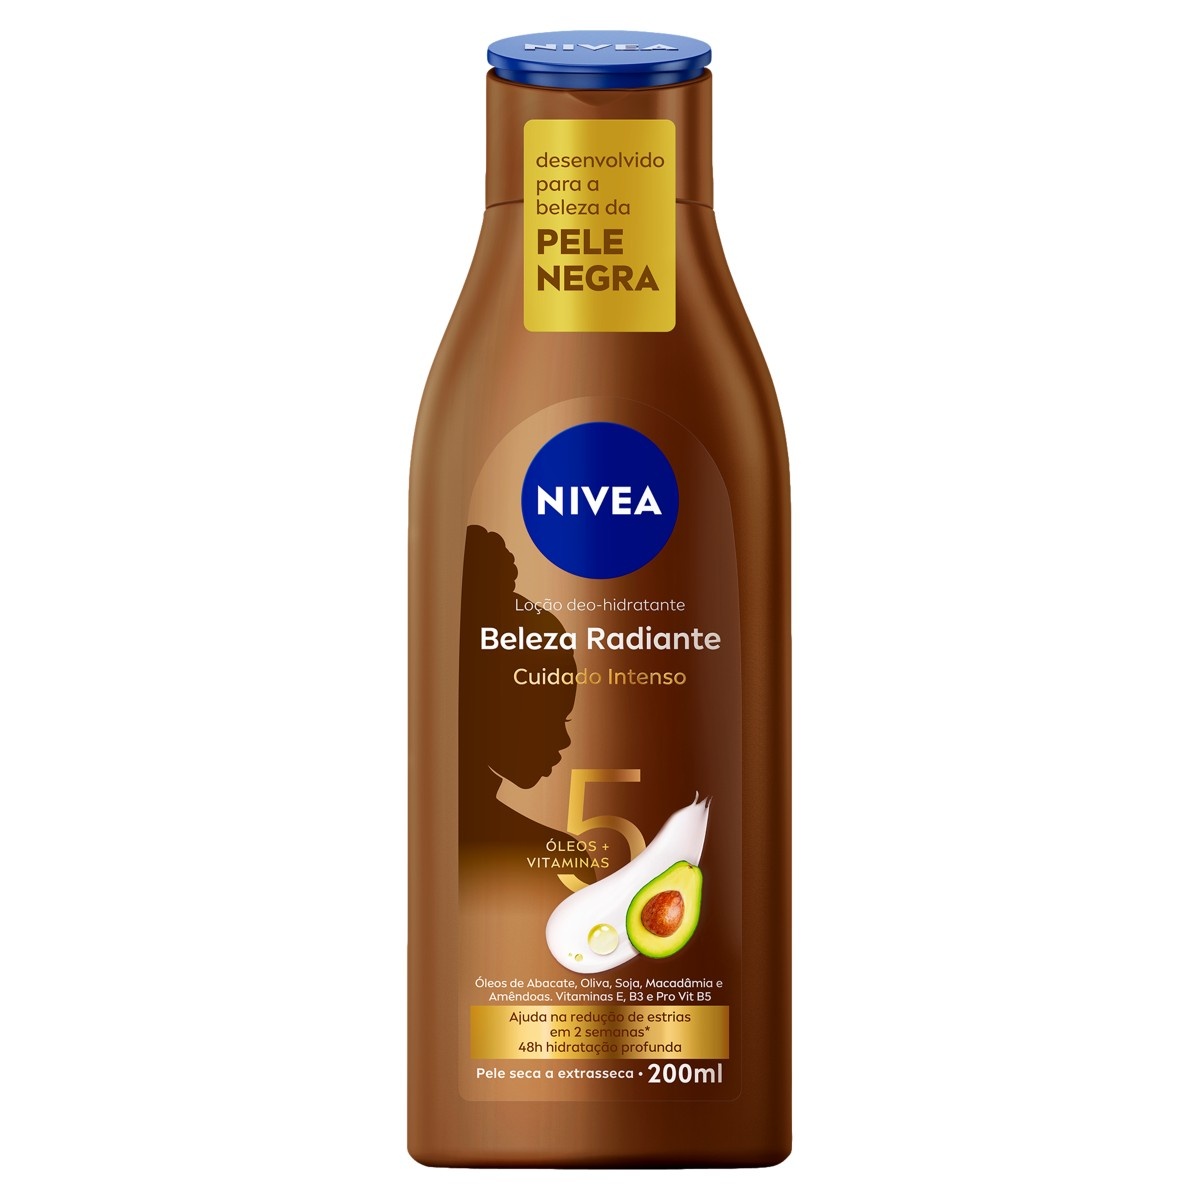 NIVEA
desenvolvido
para a
beleza da
PELE
NEGRA
NIVEA
Loção deo-hidratante
Beleza Radiante
Cuidado Intenso
5
ÓLEOS +
VITAMINAS
Óleos de Abacate, Oliva, Soja, Macadâmia e
Amêndoas. Vitaminas E, B3 e Pro Vit B5
Ajuda na redução de estrias
em 2 semanas*
48h hidratação profunda
Pele seca a extrasseca • 200ml